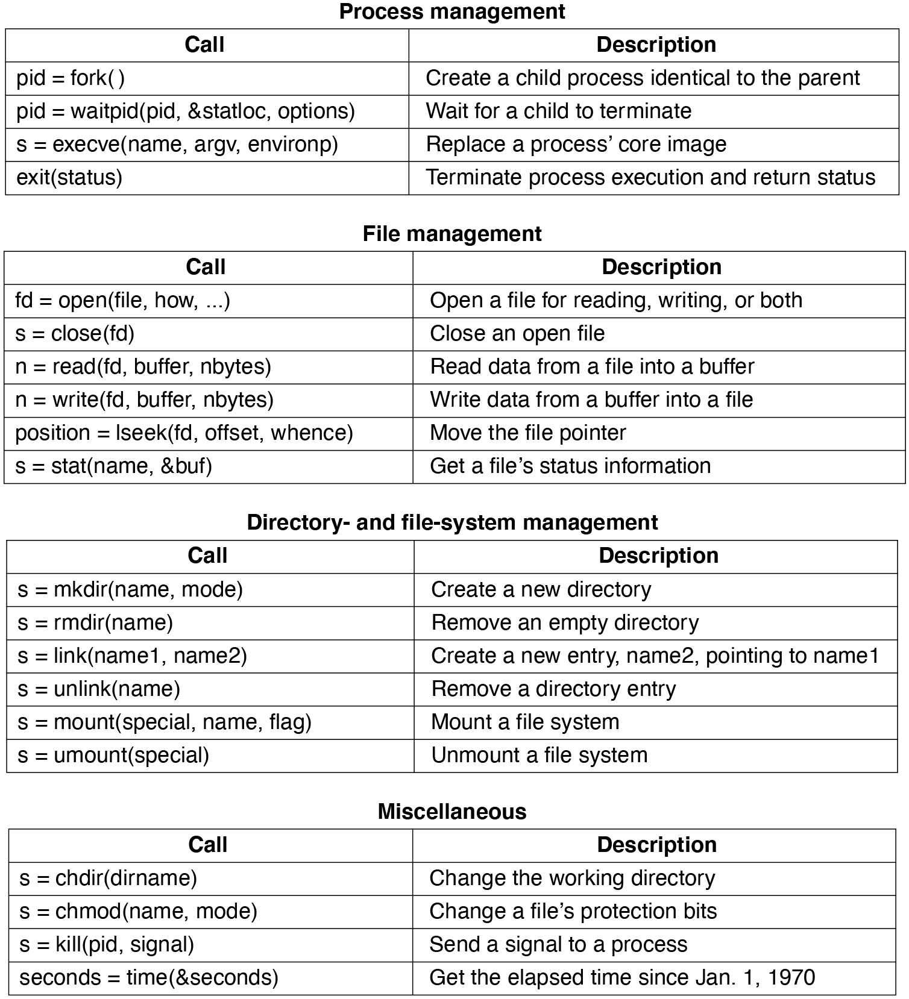 Process management
Call Description
pid = fork( ) Create a child process identical to the parent
pid = waitpid(pid, &statloc, options) Wait for a child to terminate
s = execve(name, argv, environp) Replace a process’ core image
exit(status) Terminate process execution and return status
File management
Call Description
fd = open(file, how, ...) Open a file for reading, writing, or both
s = close(fd) Close an open file
n = read(fd, buffer, nbytes) Read data from a file into a buffer
n = write(fd, buffer, nbytes) Write data from a buffer into a file
position = lseek(fd, offset, whence) Move the file pointer
s = stat(name, &buf) Get a file’s status information
Directory- and file-system management
Call Description
s = mkdir(name, mode) Create a new directory
s = rmdir(name) Remove an empty directory
s = link(name1, name2) Create a new entry, name2, pointing to name1
s = unlink(name) Remove a directory entry
s = mount(special, name, flag) Mount a file system
s = umount(special) Unmount a file system
Miscellaneous
Call Description
s = chdir(dirname) Change the working directory
s = chmod(name, mode) Change a file’s protection bits
s = kill(pid, signal) Send a signal to a process
seconds = time(&seconds) Get the elapsed time since Jan. 1, 1970